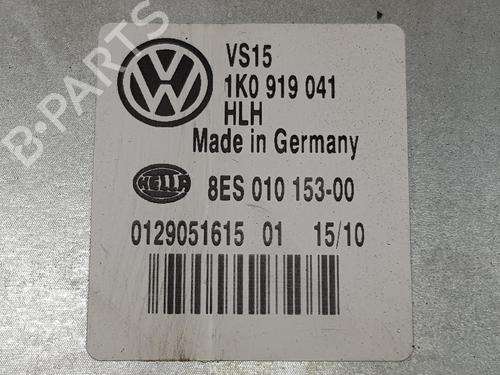 VS15
1K0 919 041
HLH
Made in Germany
HELLA
8ES 010 153-00
0129051615 01 15/10
B-PARTS